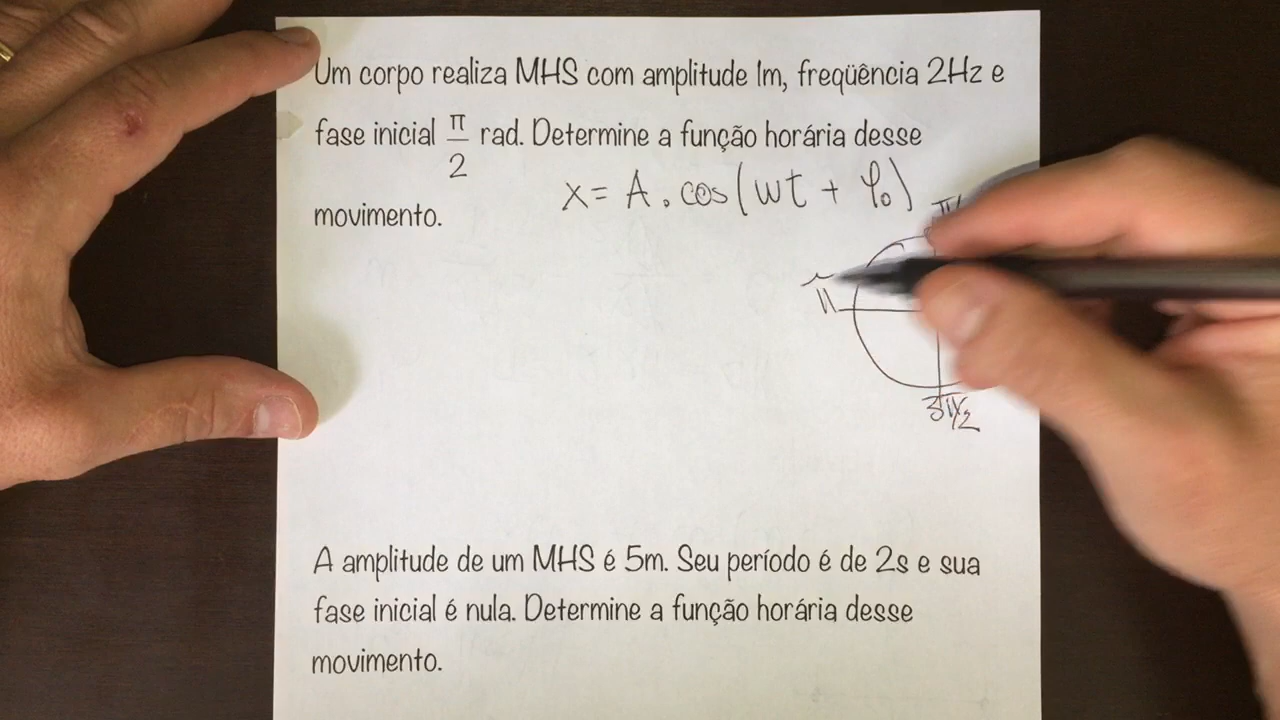 Um corpo realiza MHS com amplitude 1m, freqüência 2Hz e
fase inicial π/2 rad. Determine a função horária desse
movimento.
x = A . cos(wt + φ₀)
π
3π/2
A amplitude de um MHS é 5m. Seu período é de 2s e sua
fase inicial é nula. Determine a função horária desse
movimento.